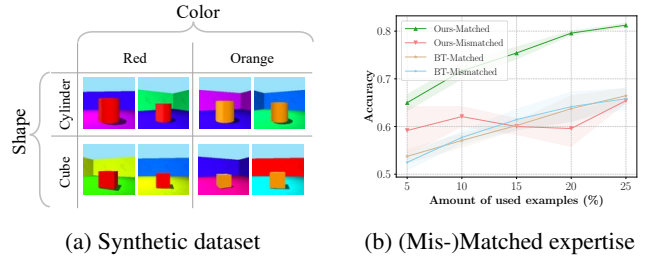 Color
Red
Orange
Shape
Cylinder
Cube
(a) Synthetic dataset
Accuracy
0.8
0.7
0.6
0.5
Ours-Matched
Ours-Mismatched
BT-Matched
BT-Mismatched
5
10
15
20
25
Amount of used examples (%)
(b) (Mis-)Matched expertise